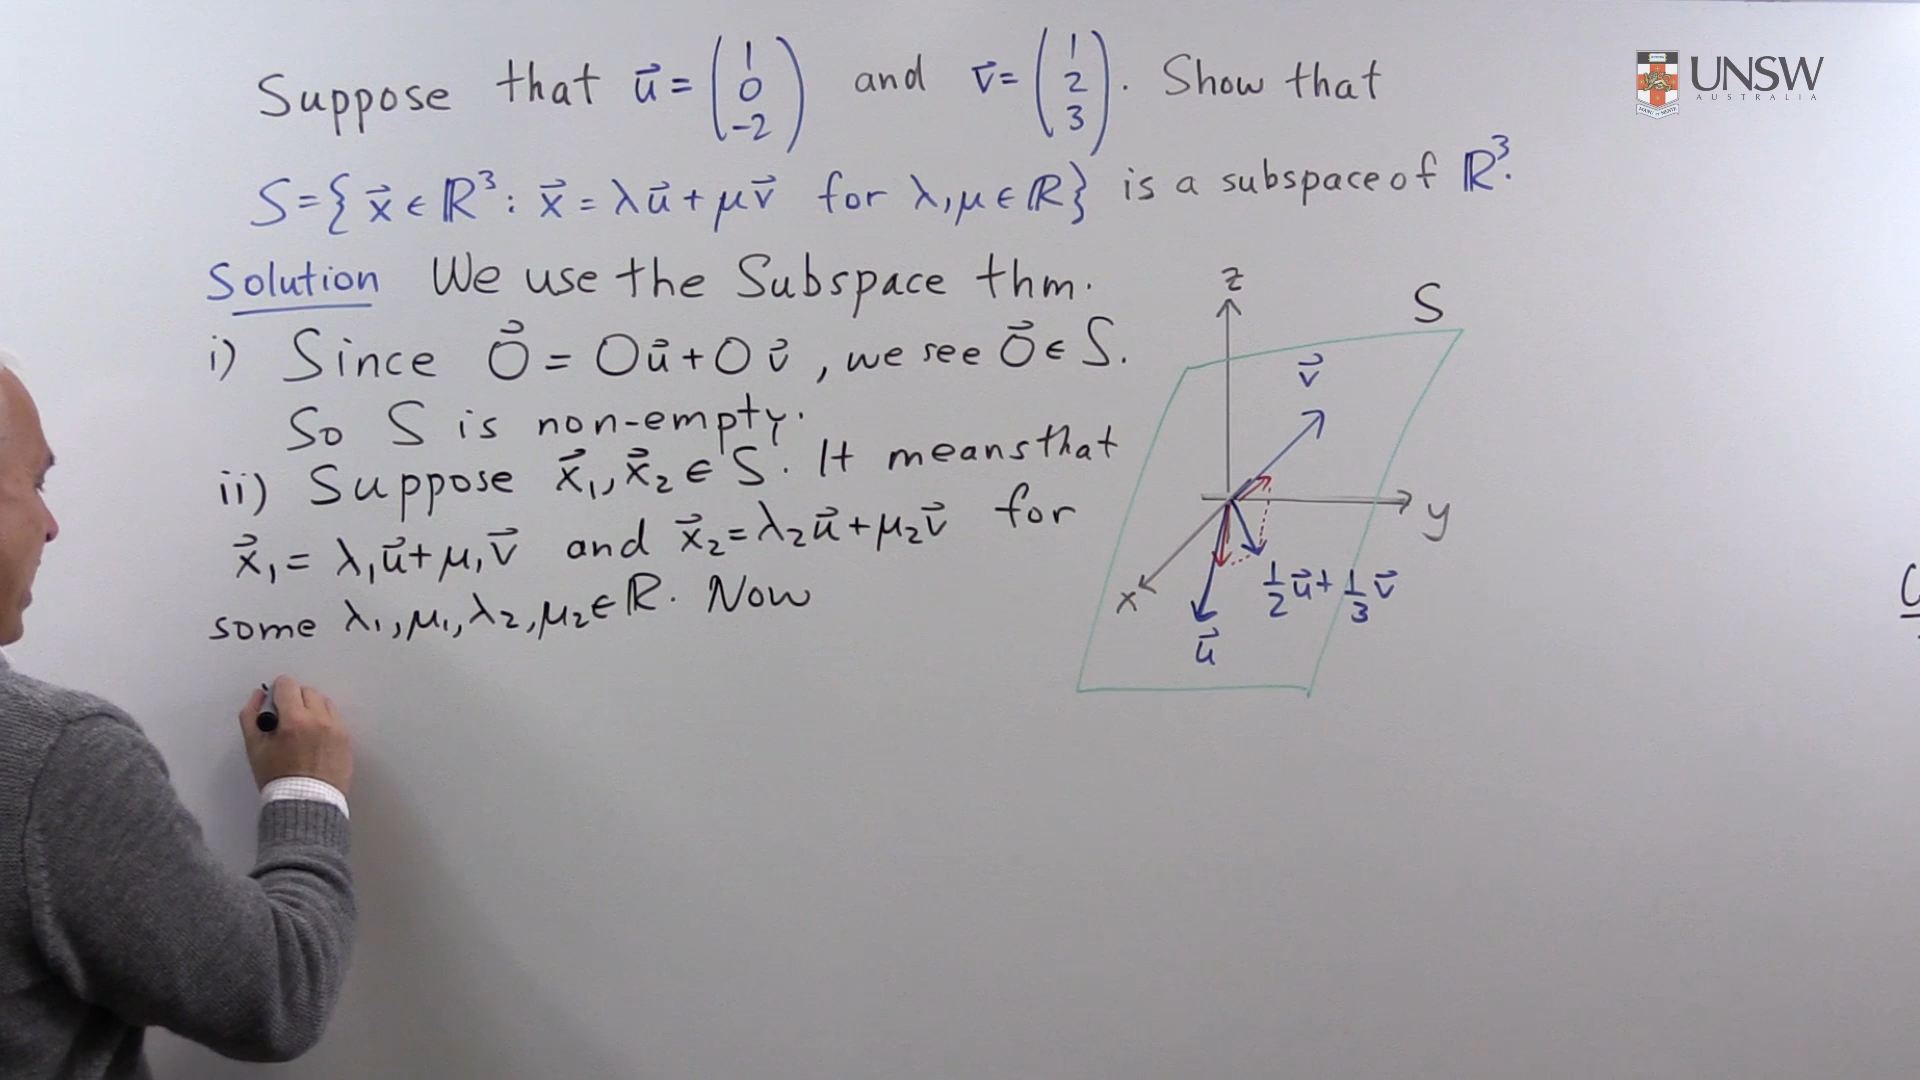 Suppose that u⃗ = (1 0 -2) and v⃗ = (1 2 3). Show that
S = {x⃗ ∈ ℝ³ : x⃗ = λu⃗ + μv⃗ for λ, μ ∈ ℝ} is a subspace of ℝ³.
Solution We use the Subspace thm.
i) Since 0⃗ = 0u⃗ + 0v⃗, we see 0⃗ ∈ S.
So S is non-empty.
ii) Suppose x⃗₁, x⃗₂ ∈ S. It means that
x⃗₁ = λ₁u⃗ + μ₁v⃗ and x⃗₂ = λ₂u⃗ + μ₂v⃗ for
some λ₁, μ₁, λ₂, μ₂ ∈ ℝ. Now
z
S
v⃗
y
x
½u⃗ + ⅓v⃗
u⃗
UNSW
AUSTRALIA